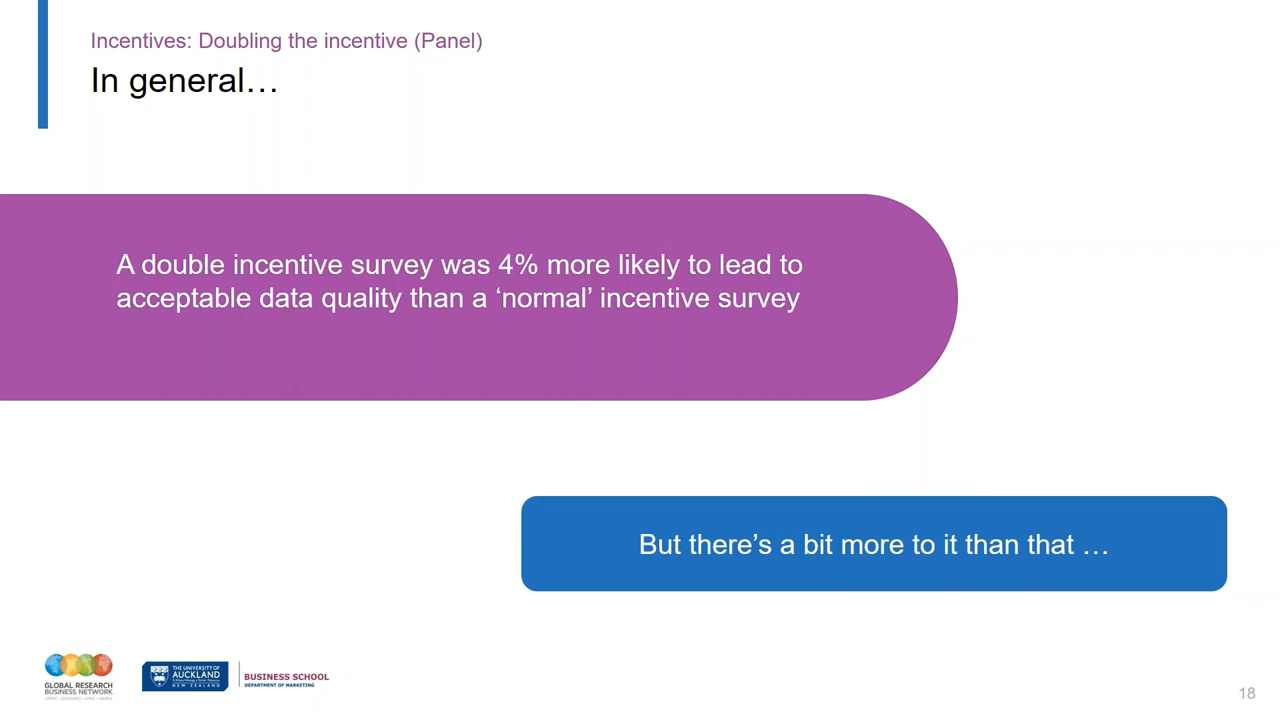 Incentives: Doubling the incentive (Panel)
In general…
A double incentive survey was 4% more likely to lead to
acceptable data quality than a ‘normal’ incentive survey
But there’s a bit more to it than that …
GLOBAL RESEARCH
BUSINESS NETWORK
THE UNIVERSITY OF
AUCKLAND
NEW ZEALAND
BUSINESS SCHOOL
DEPARTMENT OF MARKETING
18